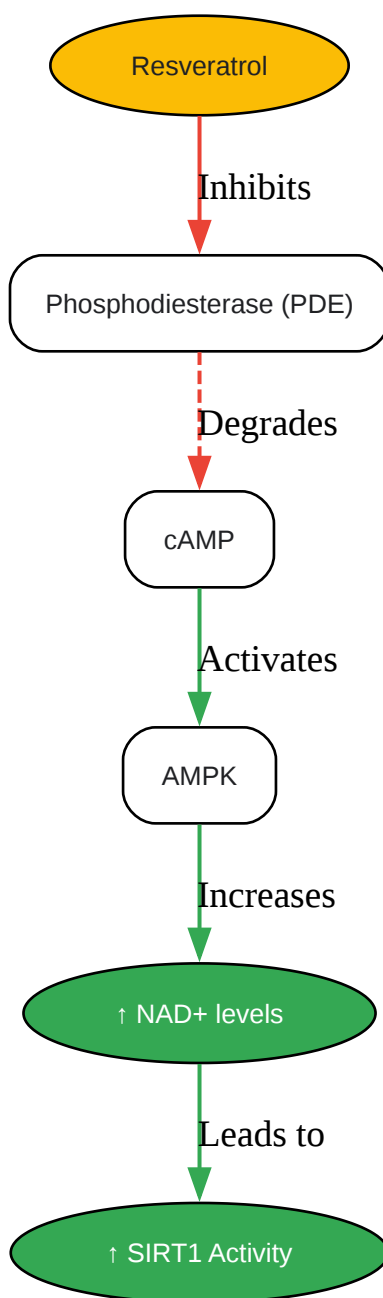 Resveratrol
Inhibits
Phosphodiesterase (PDE)
Degrades
cAMP
Activates
AMPK
Increases
↑ NAD+ levels
Leads to
↑ SIRT1 Activity